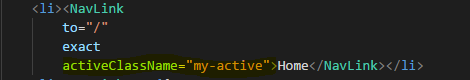 <li><NavLink
to="/"
exact
activeClassName="my-active">Home</NavLink></li>